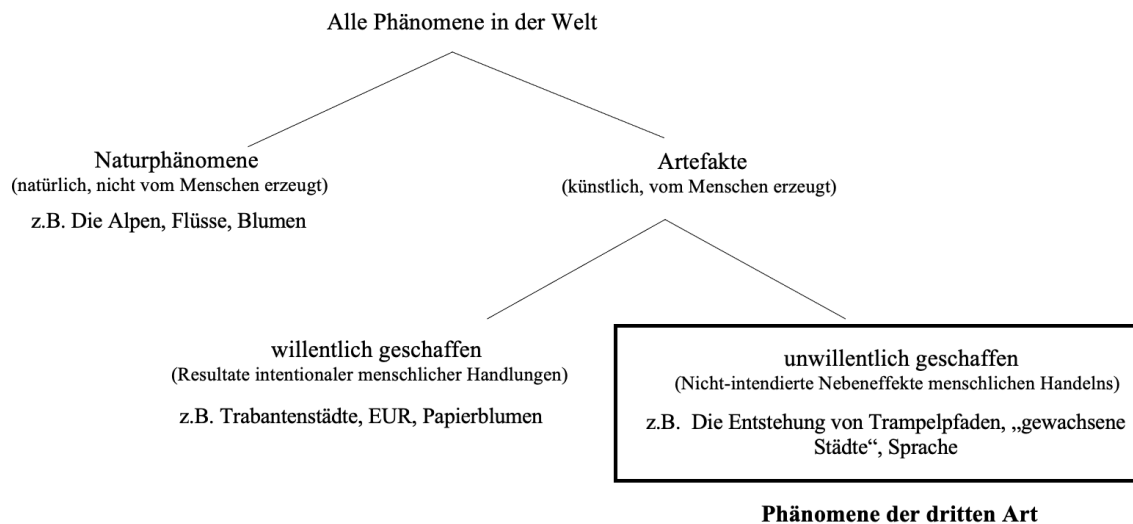 Alle Phänomene in der Welt
Naturphänomene
(natürlich, nicht vom Menschen erzeugt)
z.B. Die Alpen, Flüsse, Blumen
Artefakte
(künstlich, vom Menschen erzeugt)
willentlich geschaffen
(Resultate intentionaler menschlicher Handlungen)
z.B. Trabantenstädte, EUR, Papierblumen
unwillentlich geschaffen
(Nicht-intendierte Nebeneffekte menschlichen Handelns)
z.B. Die Entstehung von Trampelpfaden, „gewachsene
Städte“, Sprache
Phänomene der dritten Art